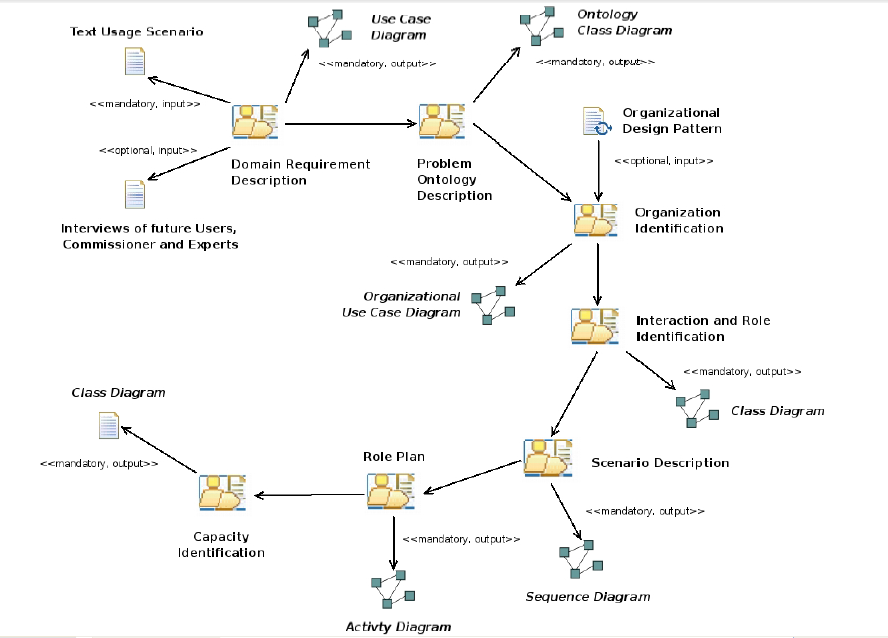 Text Usage Scenario
Use Case
Diagram
Ontology
Class Diagram
<<mandatory, output>>
<<mandatory, output>>
<<mandatory, input>>
Organizational
Design Pattern
<<optional, input>>
Domain Requirement
Description
Problem
Ontology
Description
<<optional, input>>
Interviews of future Users,
Commissioner and Experts
Organization
Identification
<<mandatory, output>>
Organizational
Use Case Diagram
Interaction and Role
Identification
<<mandatory, output>>
Class Diagram
Class Diagram
<<mandatory, output>>
Role Plan
Scenario Description
<<mandatory, output>>
Capacity
Identification
<<mandatory, output>>
Sequence Diagram
Activty Diagram